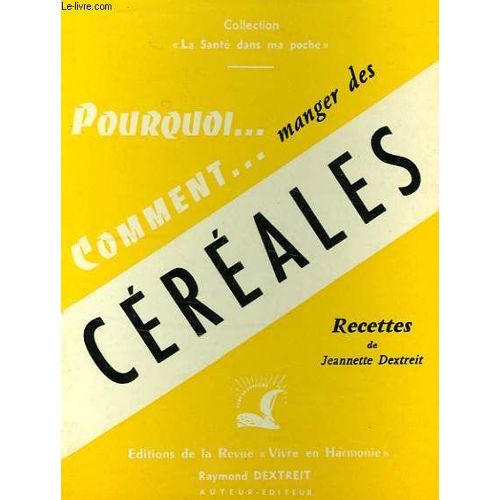 Le-livre.com
Collection
« La Santé dans ma poche »
POURQUOI...
COMMENT... manger des
CÉRÉALES
Recettes
de
Jeannette Dextreit
Editions de la Revue « Vivre en Harmonie »
Raymond DEXTREIT
AUTEUR-EDITEUR